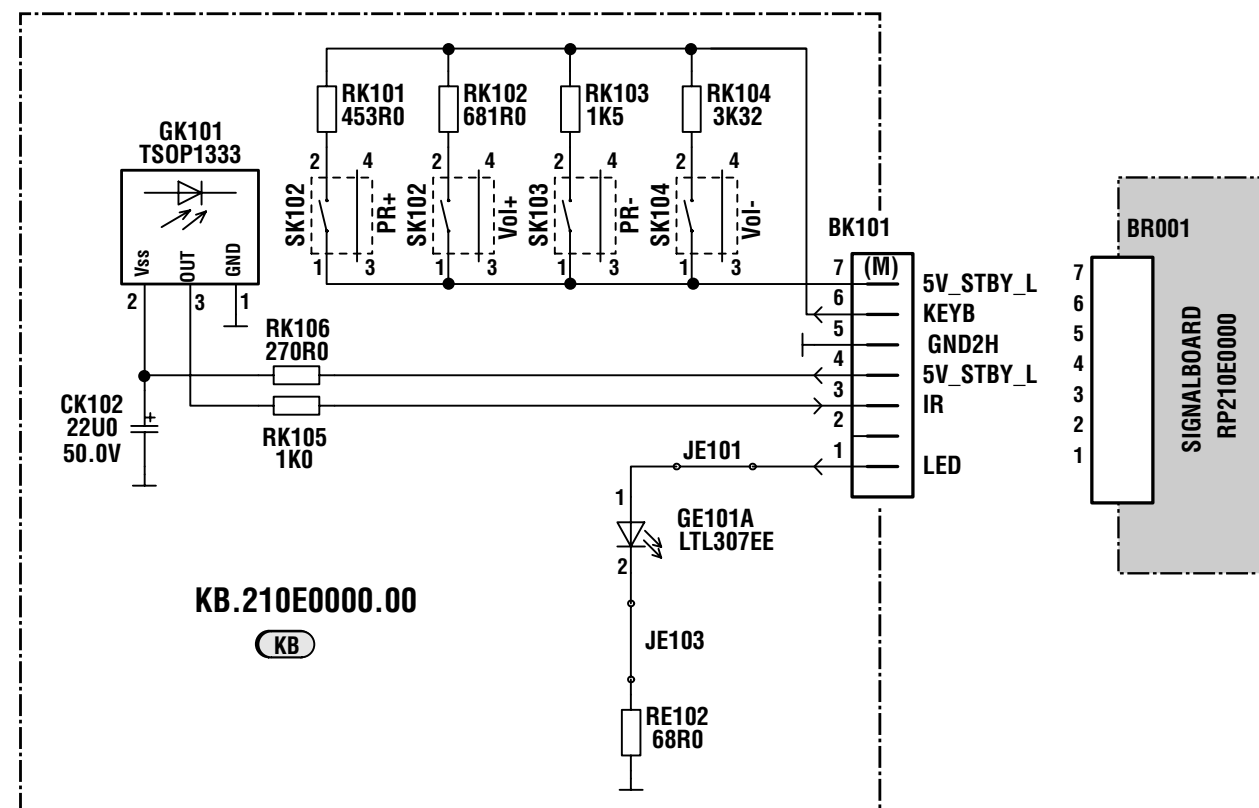 RK101
453R0
RK102
681R0
RK103
1K5
RK104
3K32
GK101
TSOP1333
2 4
2 4
2 4
2 4
SK102
PR+
SK102
Vol+
SK103
PR-
SK104
Vol-
1 3
1 3
1 3
1 3
Vss
OUT
GND
2
3
1
BK101
(M)
7
5V_STBY_L
6
KEYB
5
GND2H
4
5V_STBY_L
3
IR
2
1
LED
BR001
7
6
5
4
3
2
1
SIGNALBOARD
RP210E0000
RK106
270R0
CK102
22U0
50.0V
+
RK105
1K0
JE101
1
GE101A
LTL307EE
2
KB.210E0000.00
KB
JE103
RE102
68R0